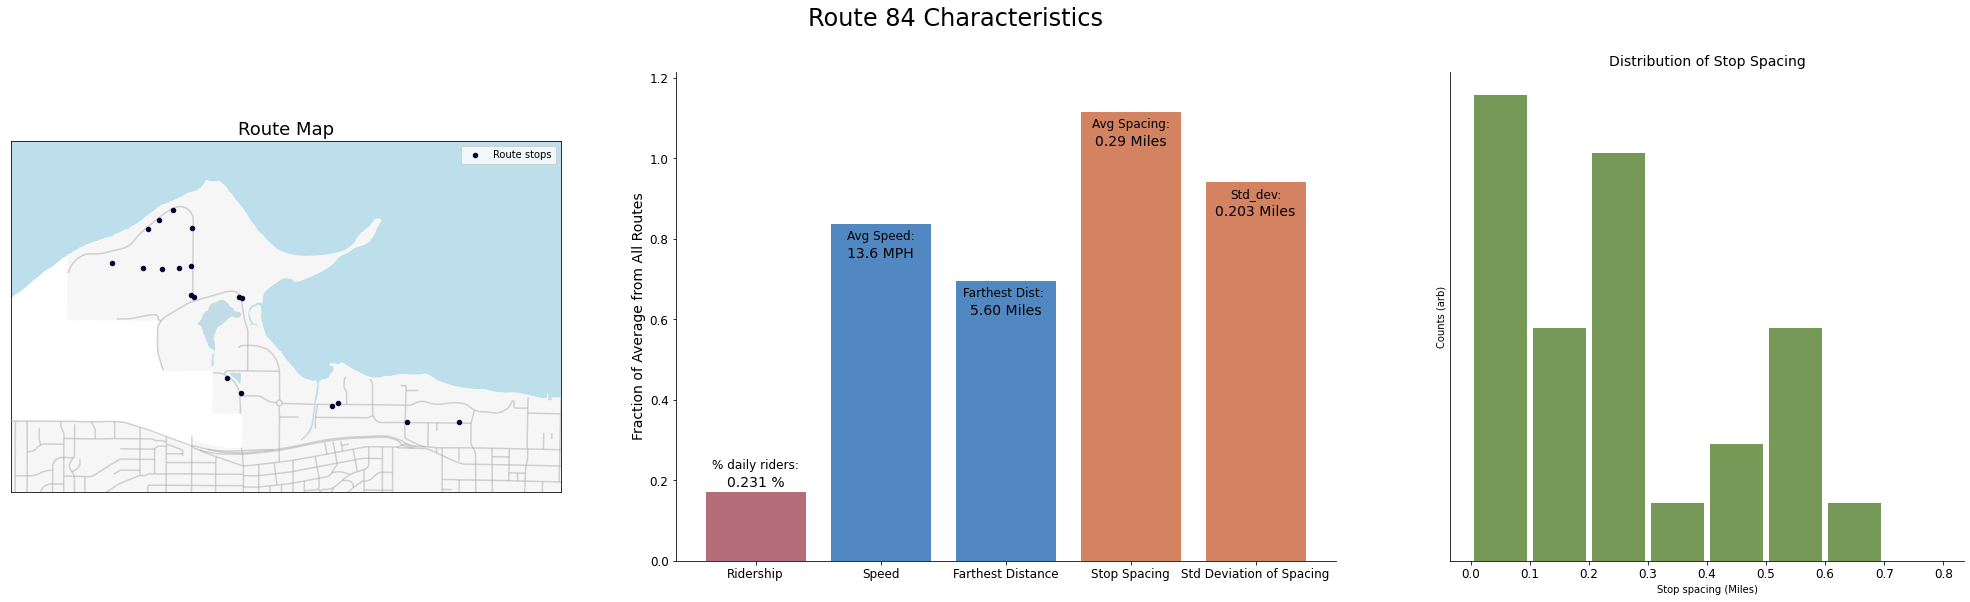 Route 84 Characteristics
Route Map
Route stops
Fraction of Average from All Routes
1.2
1.0
0.8
0.6
0.4
0.2
0.0
% daily riders:
0.231 %
Avg Speed:
13.6 MPH
Farthest Dist:
5.60 Miles
Avg Spacing:
0.29 Miles
Std_dev:
0.203 Miles
Ridership
Speed
Farthest Distance
Stop Spacing
Std Deviation of Spacing
Distribution of Stop Spacing
Counts (arb)
0.0
0.1
0.2
0.3
0.4
0.5
0.6
0.7
0.8
Stop spacing (Miles)